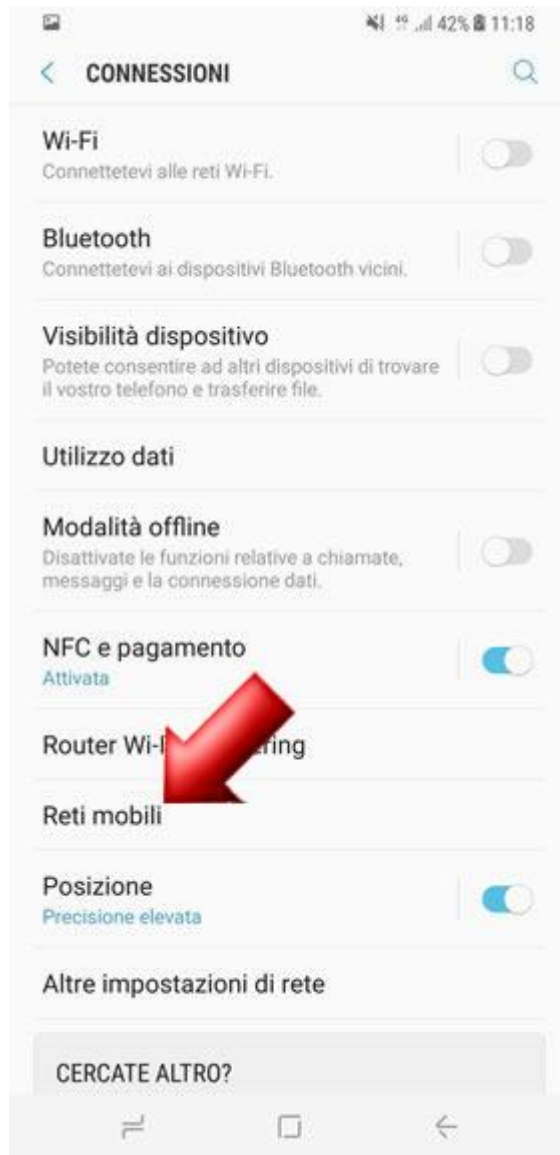 42% 11:18
CONNESSIONI
Wi-Fi
Connettetevi alle reti Wi-Fi.
Bluetooth
Connettetevi ai dispositivi Bluetooth vicini.
Visibilità dispositivo
Potete consentire ad altri dispositivi di trovare
il vostro telefono e trasferire file.
Utilizzo dati
Modalità offline
Disattivate le funzioni relative a chiamate,
messaggi e la connessione dati.
NFC e pagamento
Attivata
Router
Reti mobili
Posizione
Precisione elevata
Altre impostazioni di rete
CERCATE ALTRO?